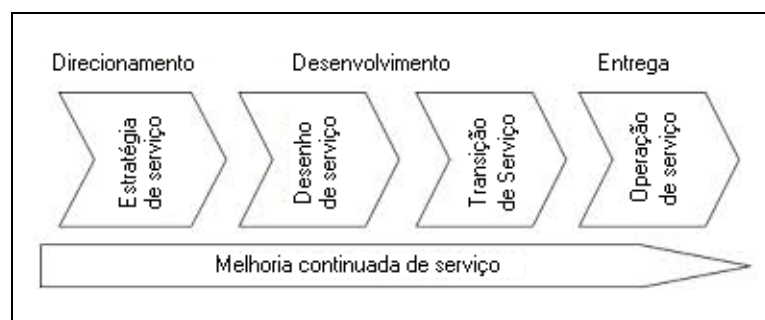 Direcionamento
Desenvolvimento
Entrega
Estratégia
de serviço
Desenho
de serviço
Transição
de Serviço
Operação
de serviço
Melhoria continuada de serviço